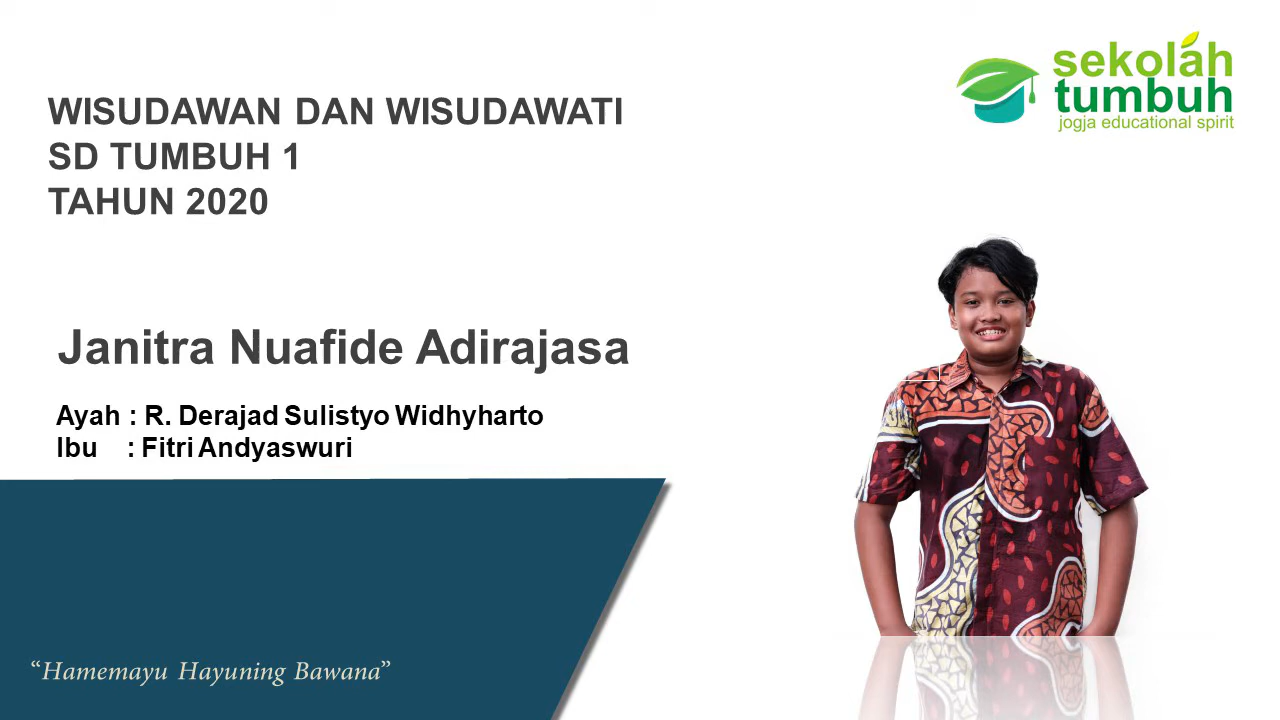 sekolah
tumbuh
jogja educational spirit
WISUDAWAN DAN WISUDAWATI
SD TUMBUH 1
TAHUN 2020
Janitra Nuafide Adirajasa
Ayah : R. Derajad Sulistyo Widhyharto
Ibu : Fitri Andyaswuri
“Hamemayu Hayuning Bawana”